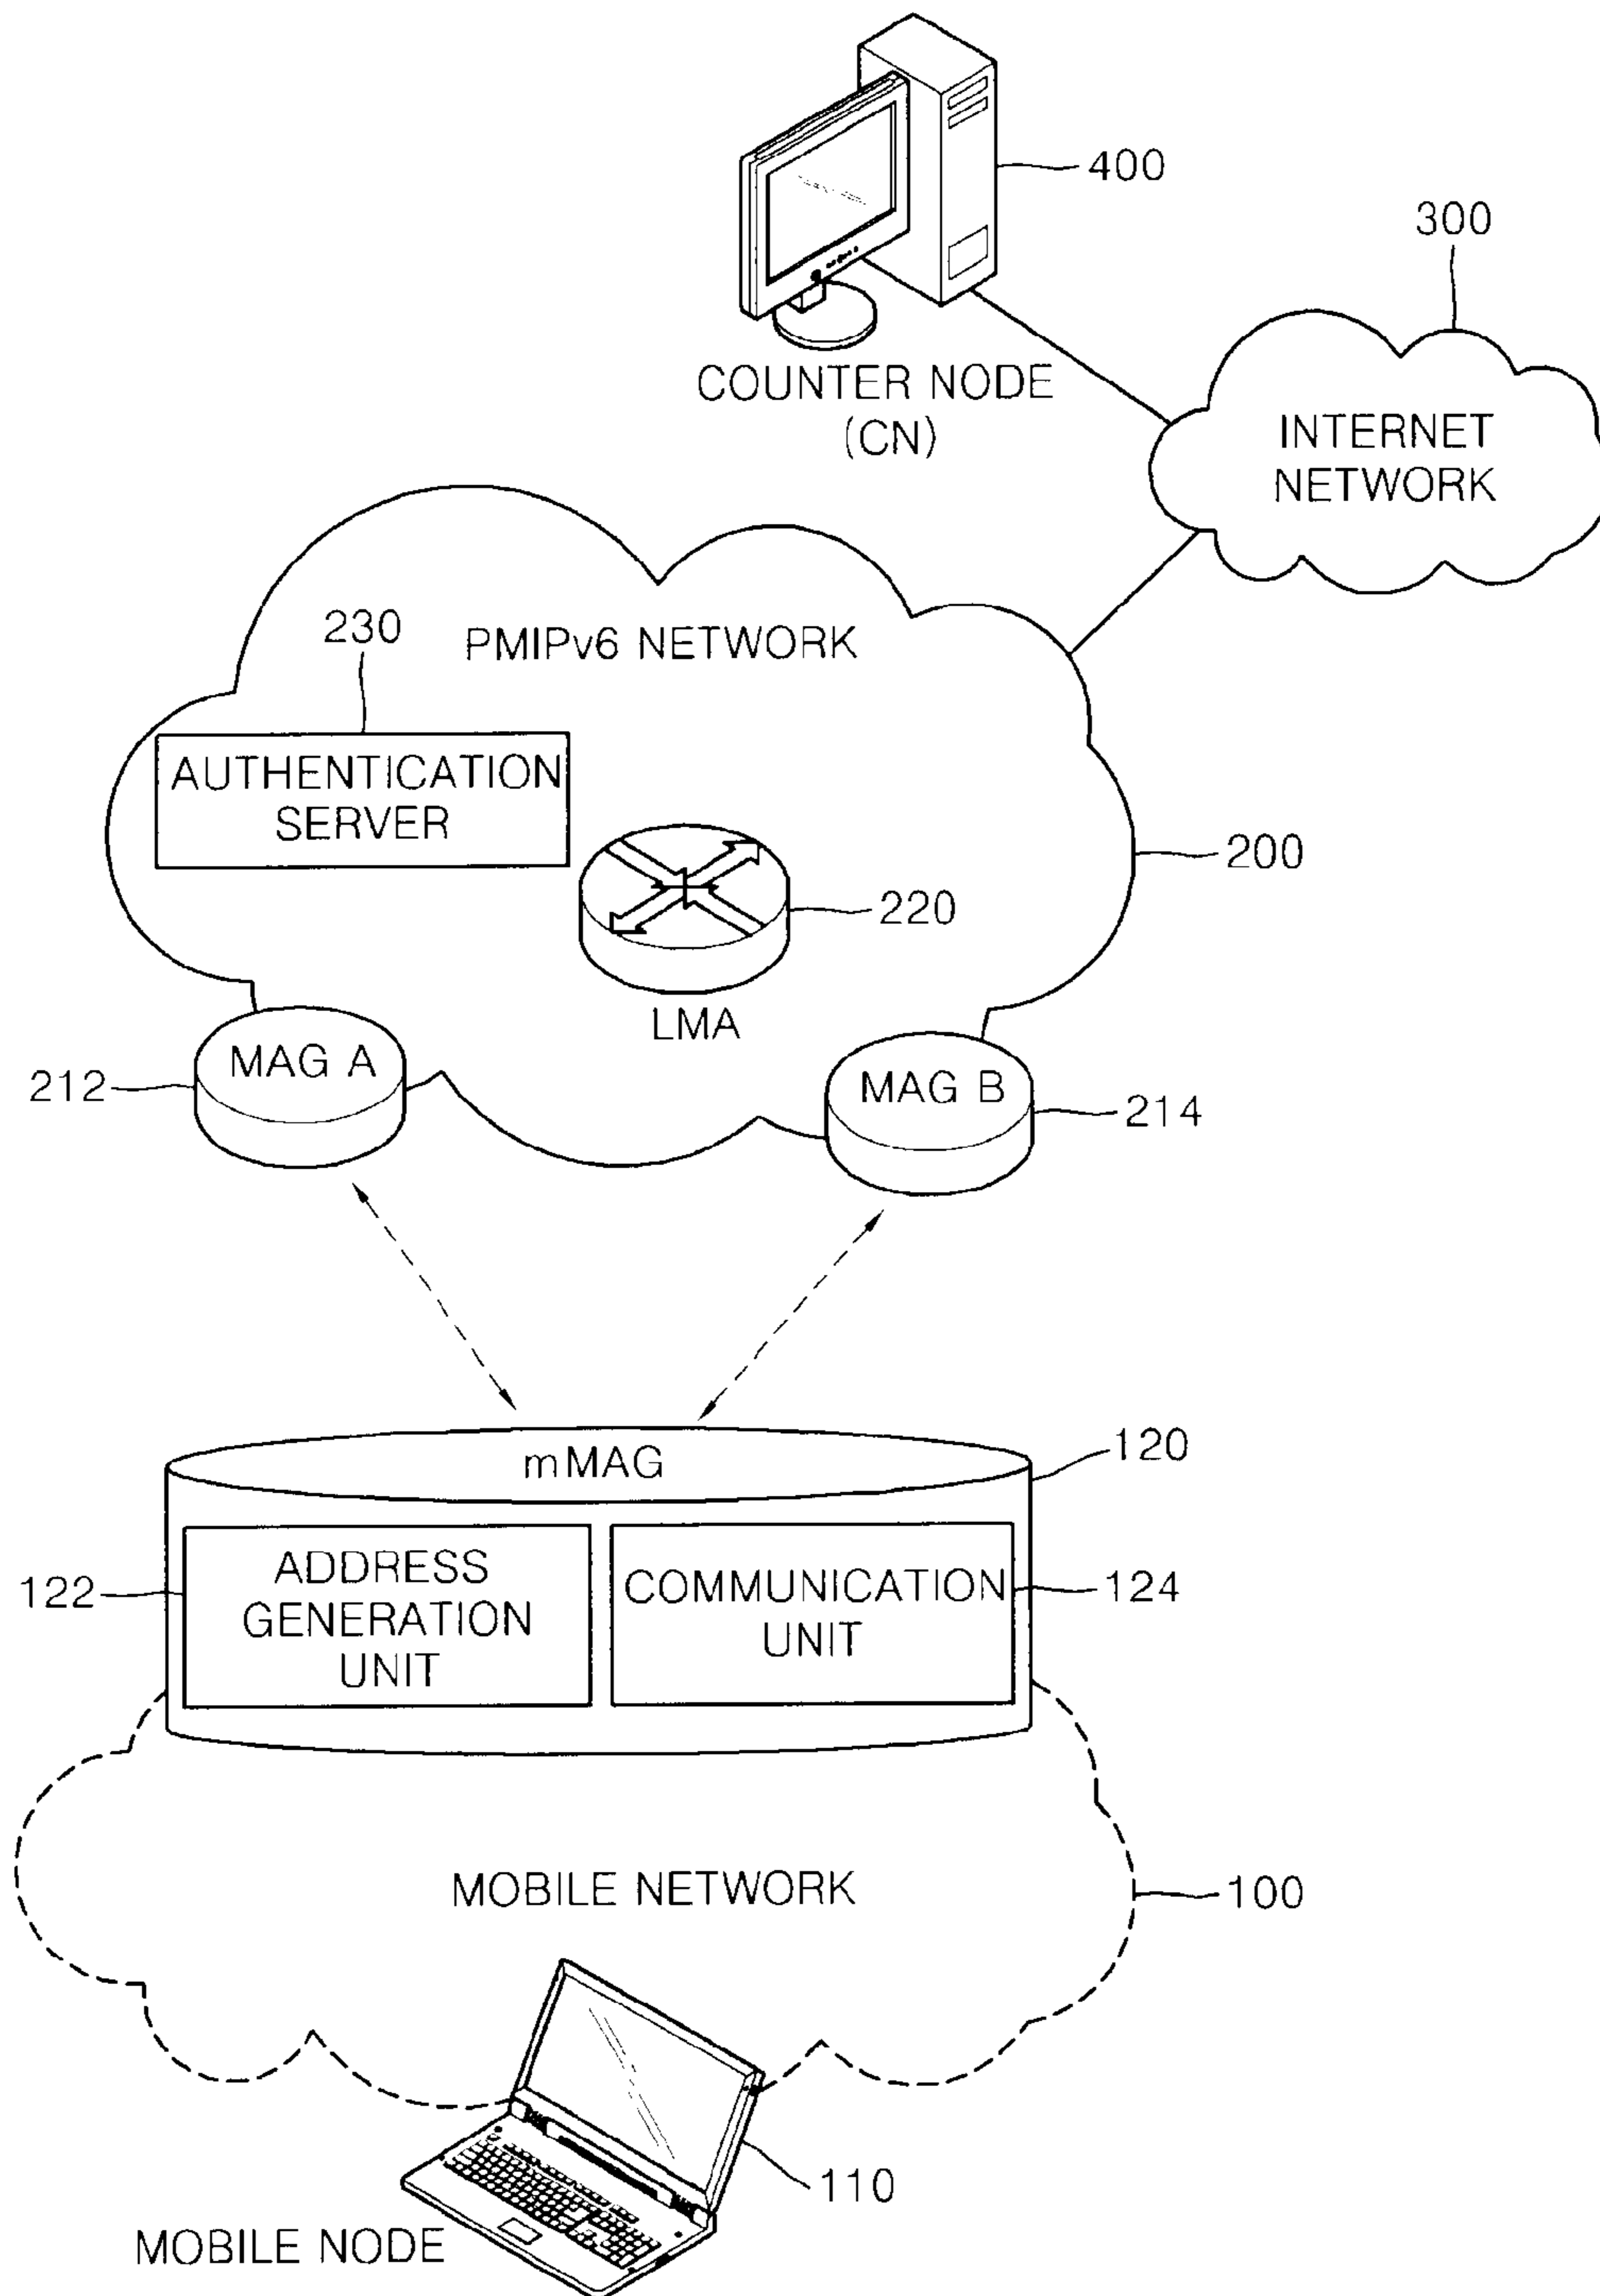 400
300
COUNTER NODE
(CN)
INTERNET
NETWORK
230
PMIPv6 NETWORK
AUTHENTICATION
SERVER
200
220
LMA
MAG A
212
MAG B
214
mMAG
120
122
ADDRESS
GENERATION
UNIT
COMMUNICATION
UNIT
124
MOBILE NETWORK
100
110
MOBILE NODE